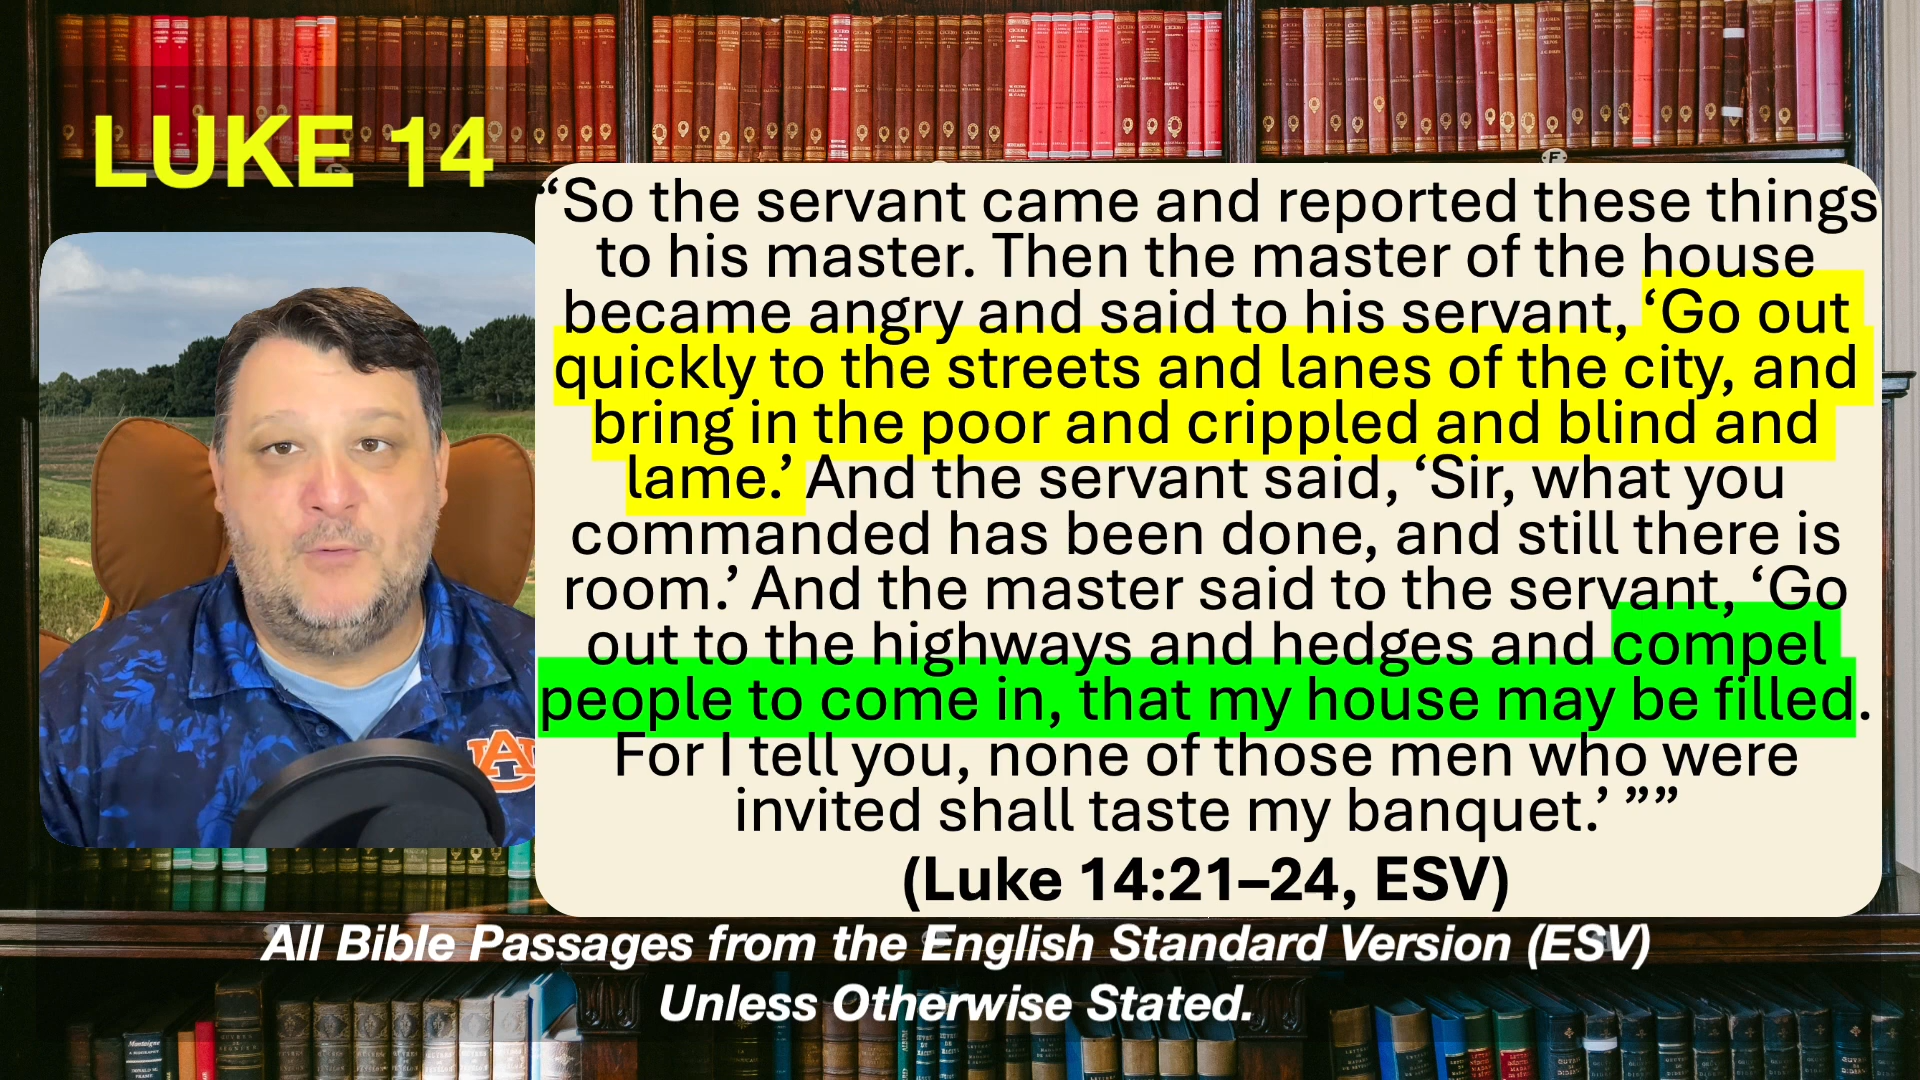 LUKE 14
“So the servant came and reported these things
to his master. Then the master of the house
became angry and said to his servant, ‘Go out
quickly to the streets and lanes of the city, and
bring in the poor and crippled and blind and
lame.’ And the servant said, ‘Sir, what you
commanded has been done, and still there is
room.’ And the master said to the servant, ‘Go
out to the highways and hedges and compel
people to come in, that my house may be filled.
For I tell you, none of those men who were
invited shall taste my banquet.’ ””
(Luke 14:21–24, ESV)
All Bible Passages from the English Standard Version (ESV)
Unless Otherwise Stated.